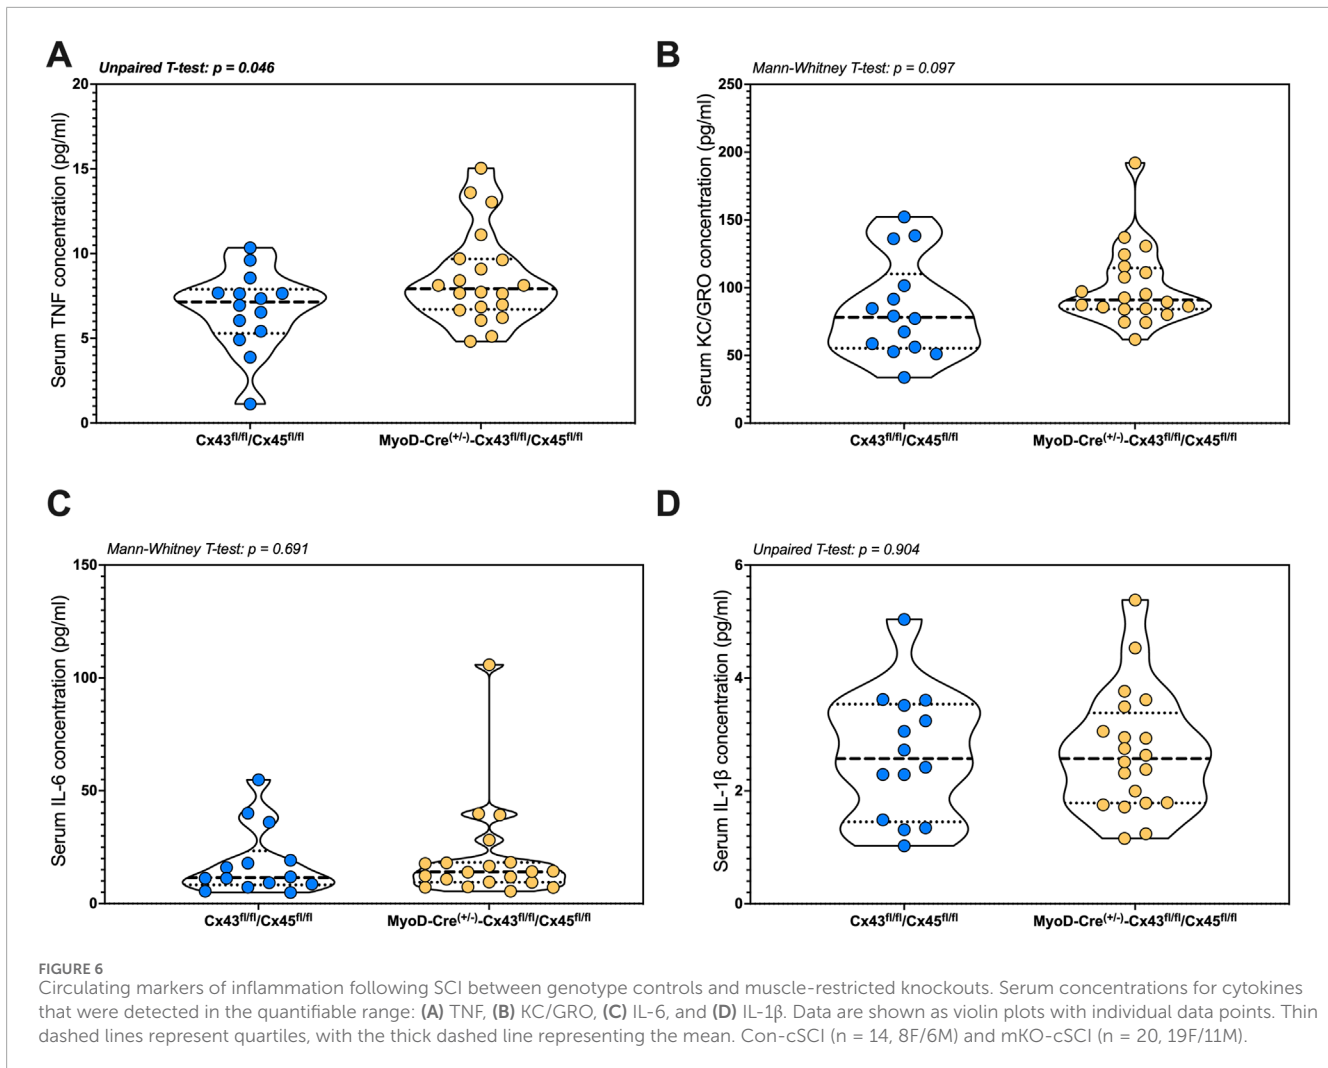 A
Unpaired T-test: p = 0.046
Serum TNF concentration (pg/ml)
20
15
10
5
0
Cx43fl/fl/Cx45fl/fl
MyoD-Cre(+/-)-Cx43fl/fl/Cx45fl/fl
B
Mann-Whitney T-test: p = 0.097
Serum KC/GRO concentration (pg/ml)
250
200
150
100
50
0
Cx43fl/fl/Cx45fl/fl
MyoD-Cre(+/-)-Cx43fl/fl/Cx45fl/fl
C
Mann-Whitney T-test: p = 0.691
Serum IL-6 concentration (pg/ml)
150
100
50
0
Cx43fl/fl/Cx45fl/fl
MyoD-Cre(+/-)-Cx43fl/fl/Cx45fl/fl
D
Unpaired T-test: p = 0.904
Serum IL-1β concentration (pg/ml)
6
4
2
0
Cx43fl/fl/Cx45fl/fl
MyoD-Cre(+/-)-Cx43fl/fl/Cx45fl/fl
FIGURE 6
Circulating markers of inflammation following SCI between genotype controls and muscle-restricted knockouts. Serum concentrations for cytokines
that were detected in the quantifiable range: (A) TNF, (B) KC/GRO, (C) IL-6, and (D) IL-1β. Data are shown as violin plots with individual data points. Thin
dashed lines represent quartiles, with the thick dashed line representing the mean. Con-cSCI (n = 14, 8F/6M) and mKO-cSCI (n = 20, 19F/11M).